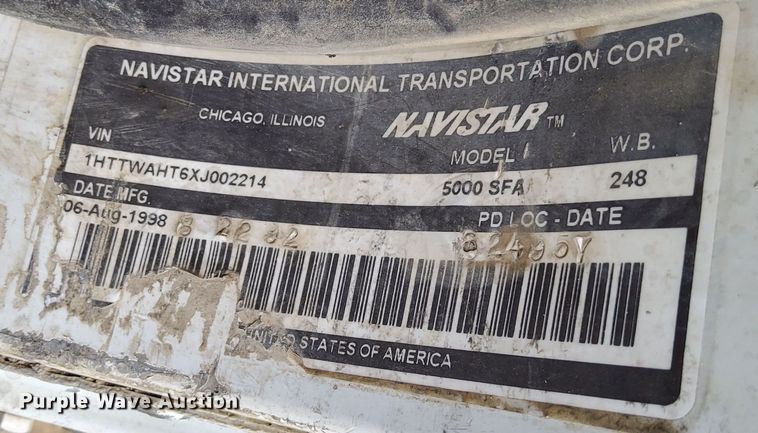 NAVISTAR INTERNATIONAL TRANSPORTATION CORP.
CHICAGO, ILLINOIS NAVISTAR TM
VIN MODEL W.B.
1HTTWAHT6XJ002214 5000 SFA 248
DATE MFG. PD LOC - DATE
06-Aug-1998
UNITED STATES OF AMERICA
Purple Wave Auction